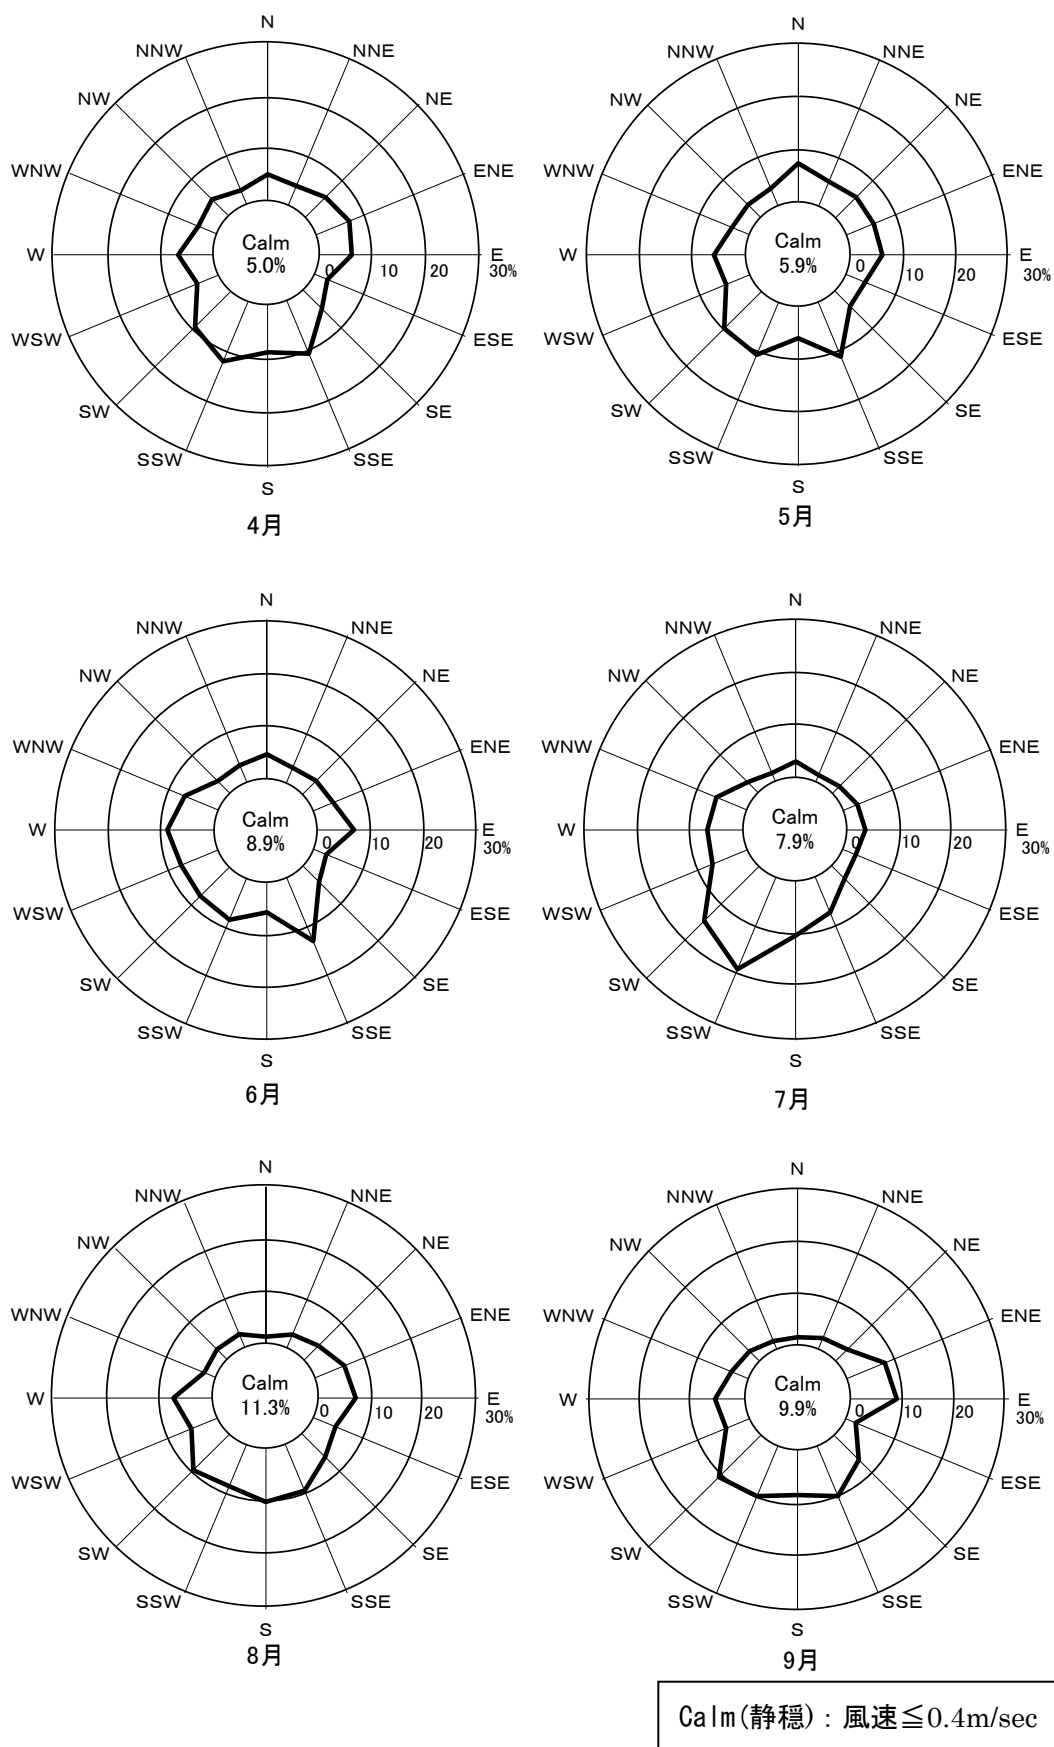 N
NNW NNE
NW NE
WNW ENE
Calm
5.0%
W 0 10 20 30% E
WSW ESE
SW SE
SSW SSE
S
4月
N
NNW NNE
NW NE
WNW ENE
Calm
5.9%
W 0 10 20 30% E
WSW ESE
SW SE
SSW SSE
S
5月
N
NNW NNE
NW NE
WNW ENE
Calm
8.9%
W 0 10 20 30% E
WSW ESE
SW SE
SSW SSE
S
6月
N
NNW NNE
NW NE
WNW ENE
Calm
7.9%
W 0 10 20 30% E
WSW ESE
SW SE
SSW SSE
S
7月
N
NNW NNE
NW NE
WNW ENE
Calm
11.3%
W 0 10 20 30% E
WSW ESE
SW SE
SSW SSE
S
8月
N
NNW NNE
NW NE
WNW ENE
Calm
9.9%
W 0 10 20 30% E
WSW ESE
SW SE
SSW SSE
S
9月
Calm(静穏)：風速≦0.4m/sec